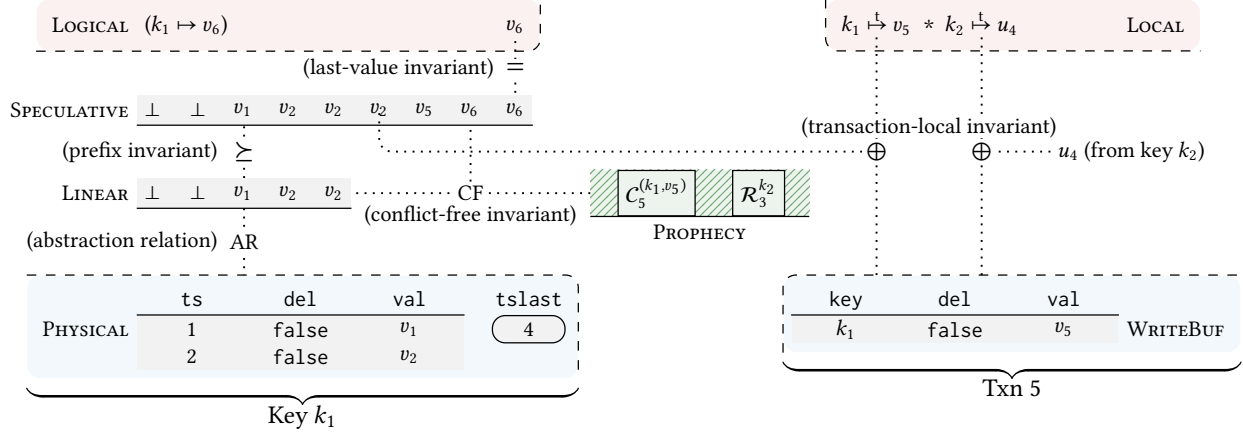 LOGICAL (k₁ ↦ v₆) v₆ k₁ ↦ᵗ v₅ * k₂ ↦ᵗ u₄ LOCAL
(last-value invariant) =
SPECULATIVE ⊥ ⊥ v₁ v₂ v₂ v₂ v₅ v₆ v₆
(transaction-local invariant)
(prefix invariant) ⪰ ⊕ ⊕ u₄ (from key k₂)
LINEAR ⊥ ⊥ v₁ v₂ v₂ CF 𝒞₅^(k₁,v₅) ℛ₃^k₂
(conflict-free invariant)
PROPHECY
(abstraction relation) AR
ts del val tslast key del val
PHYSICAL 1 false v₁ 4 k₁ false v₅ WRITEBUF
2 false v₂
Key k₁ Txn 5